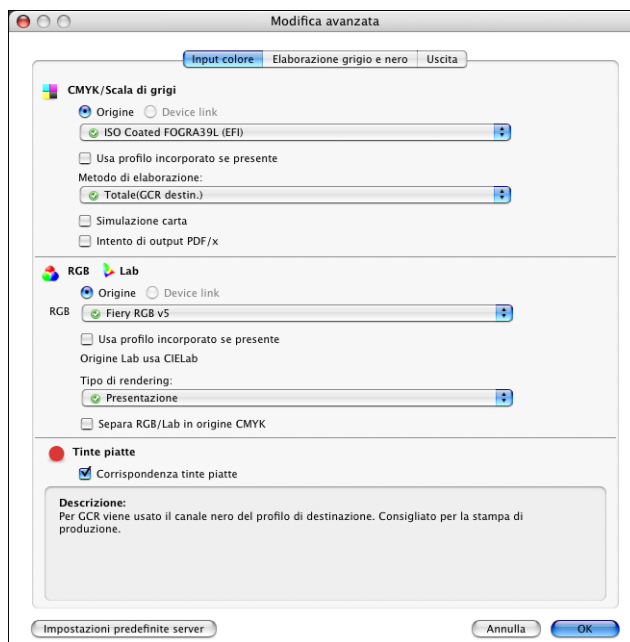 Modifica avanzata
Input colore Elaborazione grigio e nero Uscita
CMYK/Scala di grigi
Origine Device link
ISO Coated FOGRA39L (EFI)
Usa profilo incorporato se presente
Metodo di elaborazione:
Totale(GCR destin.)
Simulazione carta
Intento di output PDF/x
RGB Lab
Origine Device link
RGB Fiery RGB v5
Usa profilo incorporato se presente
Origine Lab usa CIELab
Tipo di rendering:
Presentazione
Separa RGB/Lab in origine CMYK
Tinte piatte
Corrispondenza tinte piatte
Descrizione:
Per GCR viene usato il canale nero del profilo di destinazione. Consigliato per la stampa di
produzione.
Impostazioni predefinite server Annulla OK